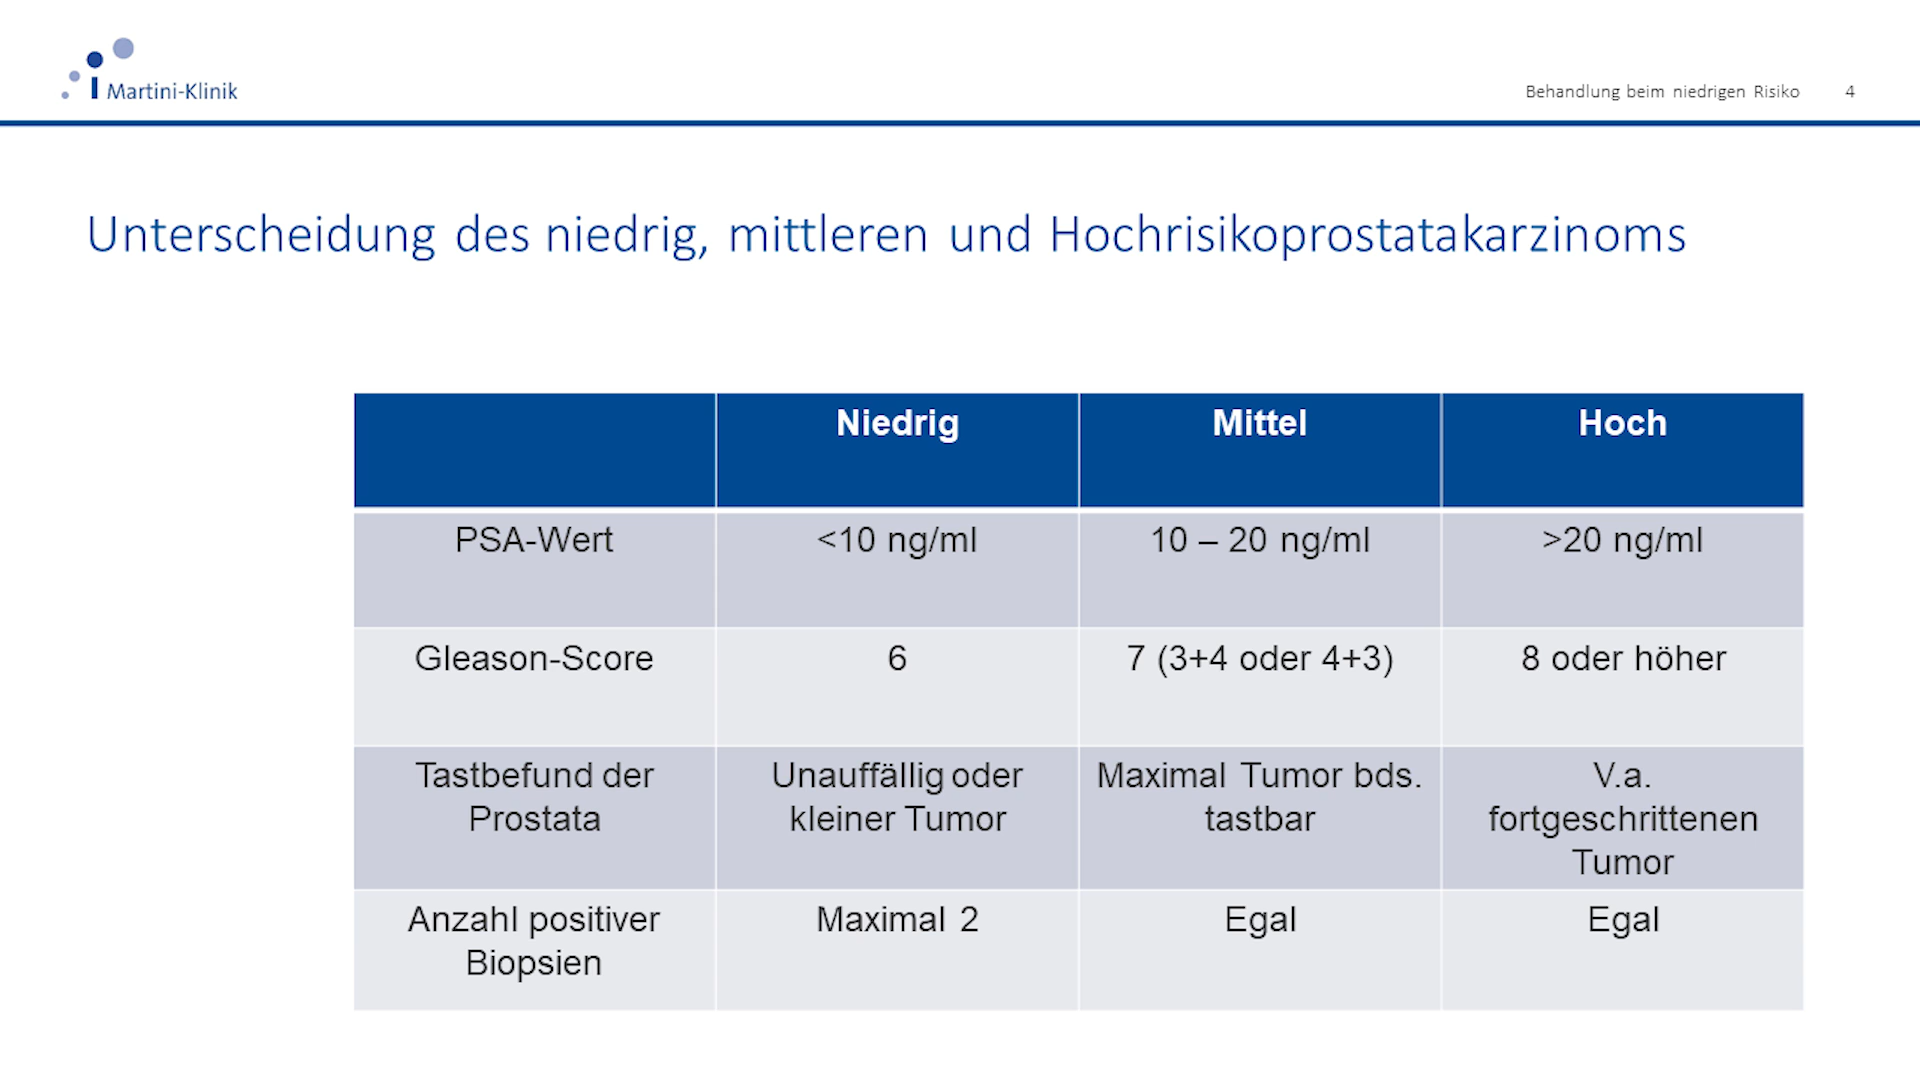 Martini-Klinik
Behandlung beim niedrigen Risiko 4
Unterscheidung des niedrig, mittleren und Hochrisikoprostatakarzinoms
Niedrig Mittel Hoch
PSA-Wert <10 ng/ml 10 – 20 ng/ml >20 ng/ml
Gleason-Score 6 7 (3+4 oder 4+3) 8 oder höher
Tastbefund der Unauffällig oder Maximal Tumor bds. V.a.
Prostata kleiner Tumor tastbar fortgeschrittenen
Tumor
Anzahl positiver Maximal 2 Egal Egal
Biopsien